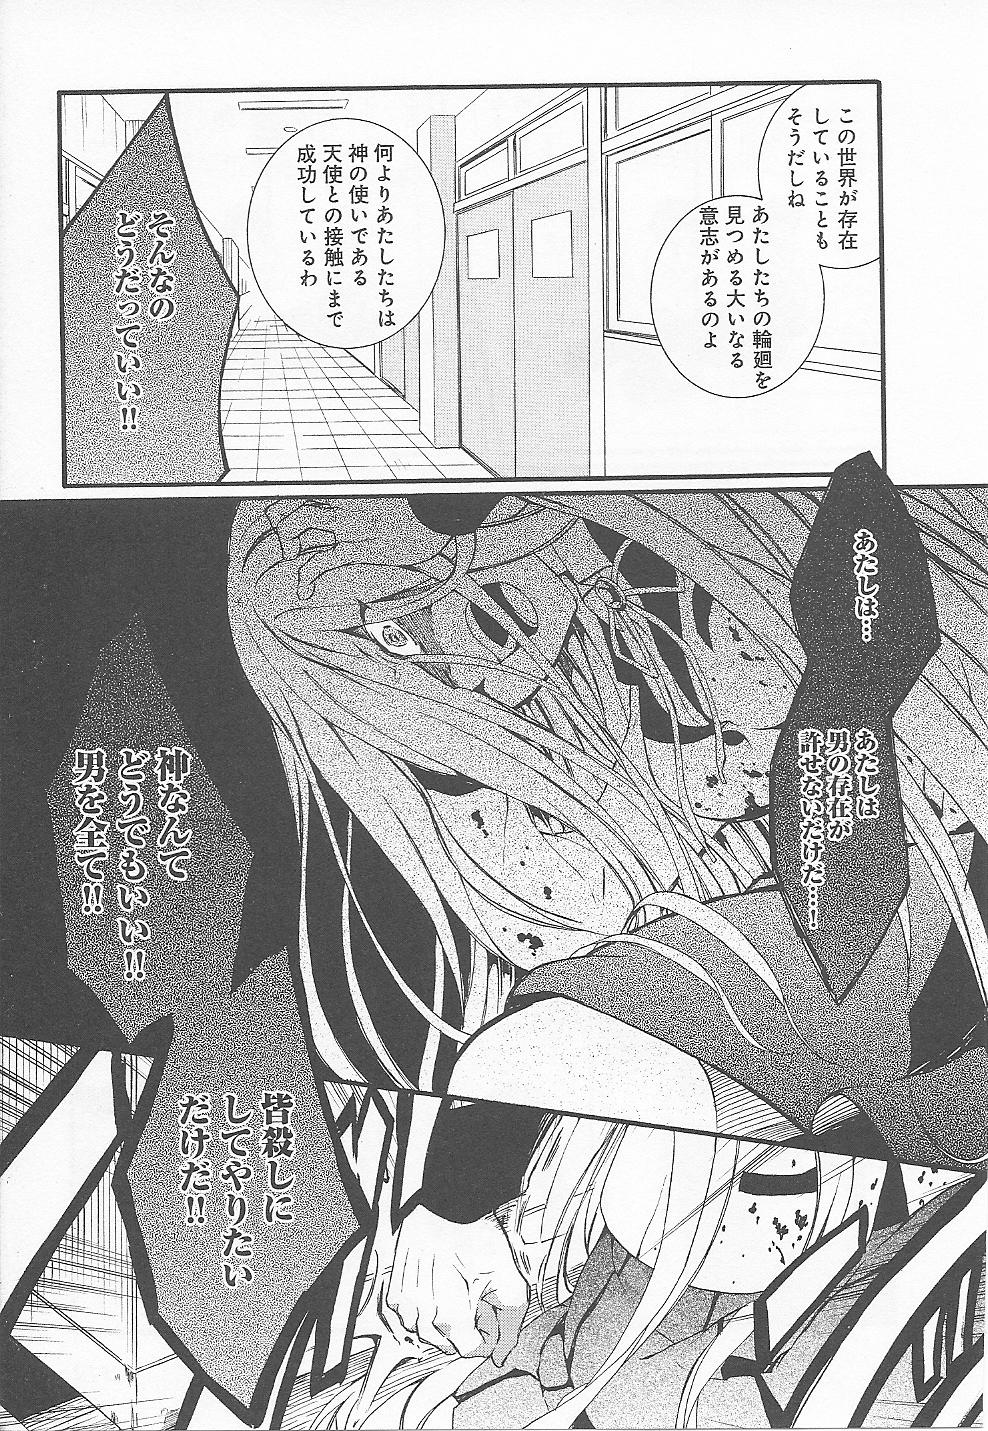 この世界が存在
していることも
そうだしね
あたしたちの輪廻を
見つめる大いなる
意志があるのよ
何よりあたしたちは
神の使いである
天使との接触にまで
成功しているわ
そんなの
どうだっていい!!
あたしは…
あたしは
男の存在が
許せないだけだ…!
神なんて
どうでもいい!!
男を全て!!
皆殺しに
してやりたい
だけだ!!